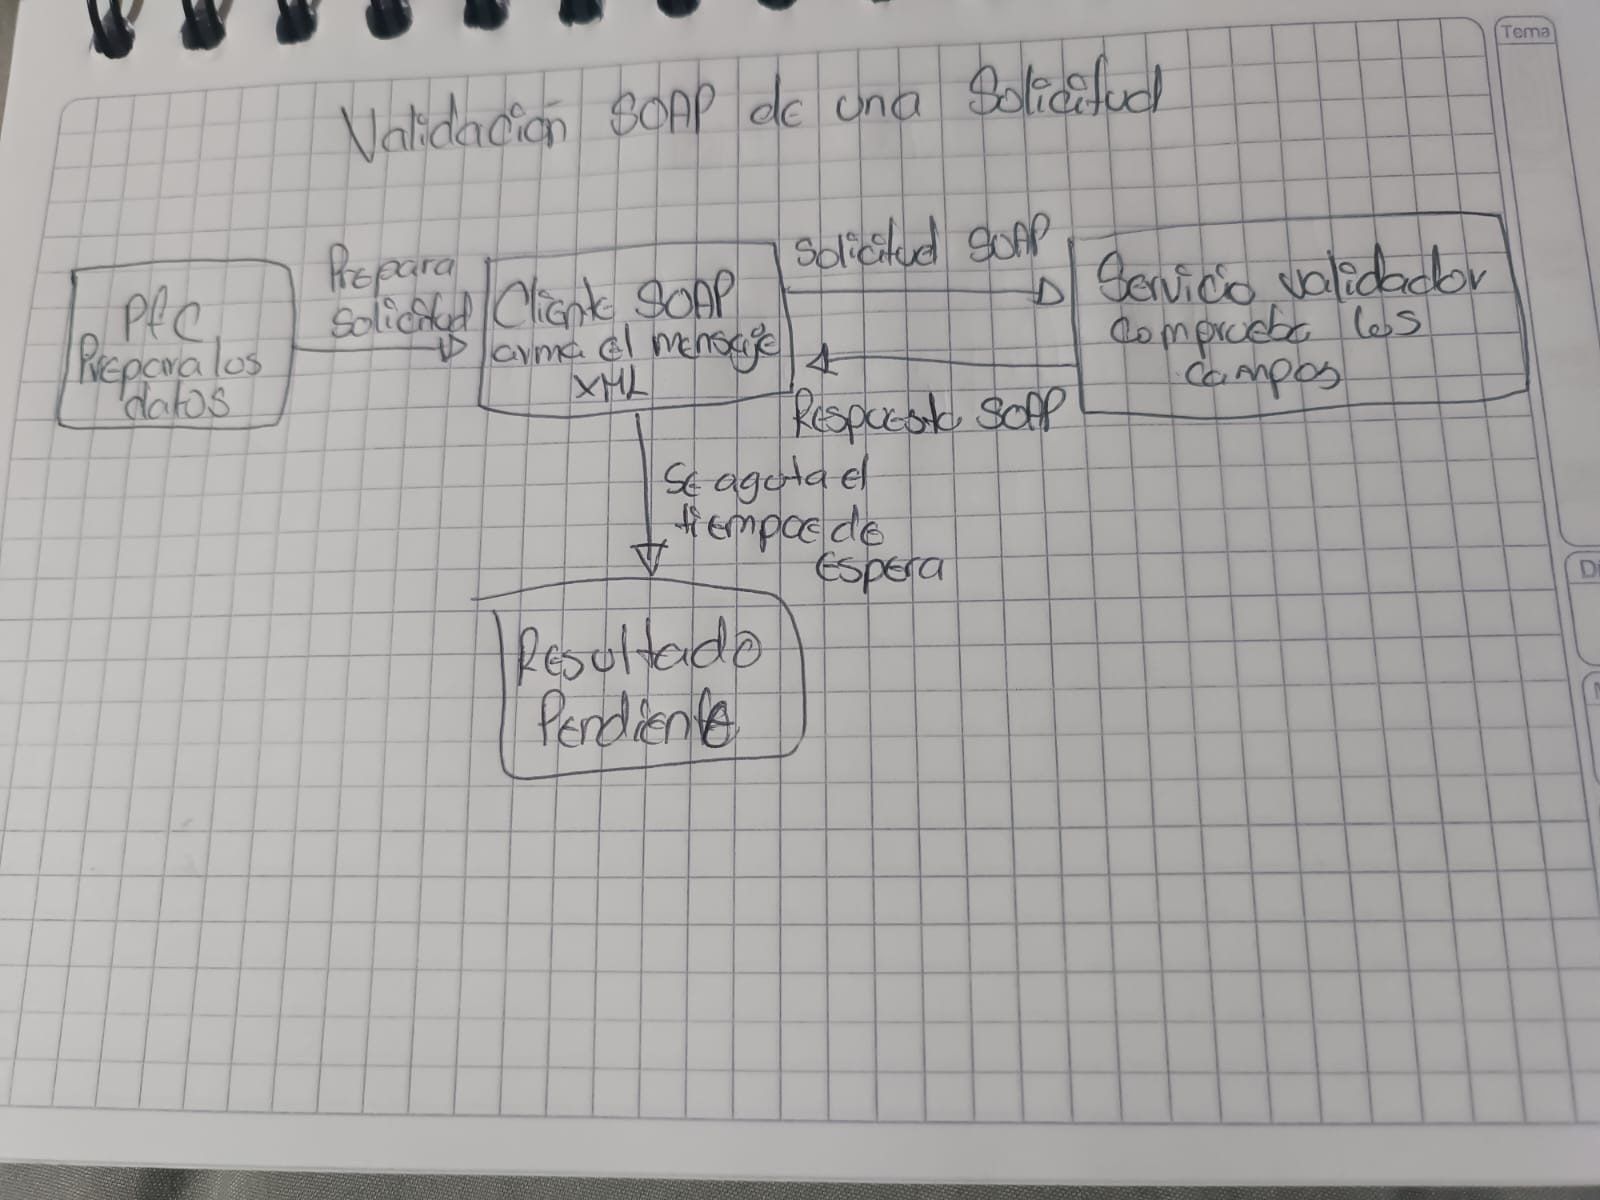 Tema
Validación SOAP de una Solicitud
PfC
Prepara los
datos
Prepara
solicitud
Cliente SOAP
arma el mensaje
XML
Solicitud SOAP
Respuesta SOAP
Servicio validador
comprueba los
campos
Se agota el
tiempo de
Espera
Resultado
Pendiente